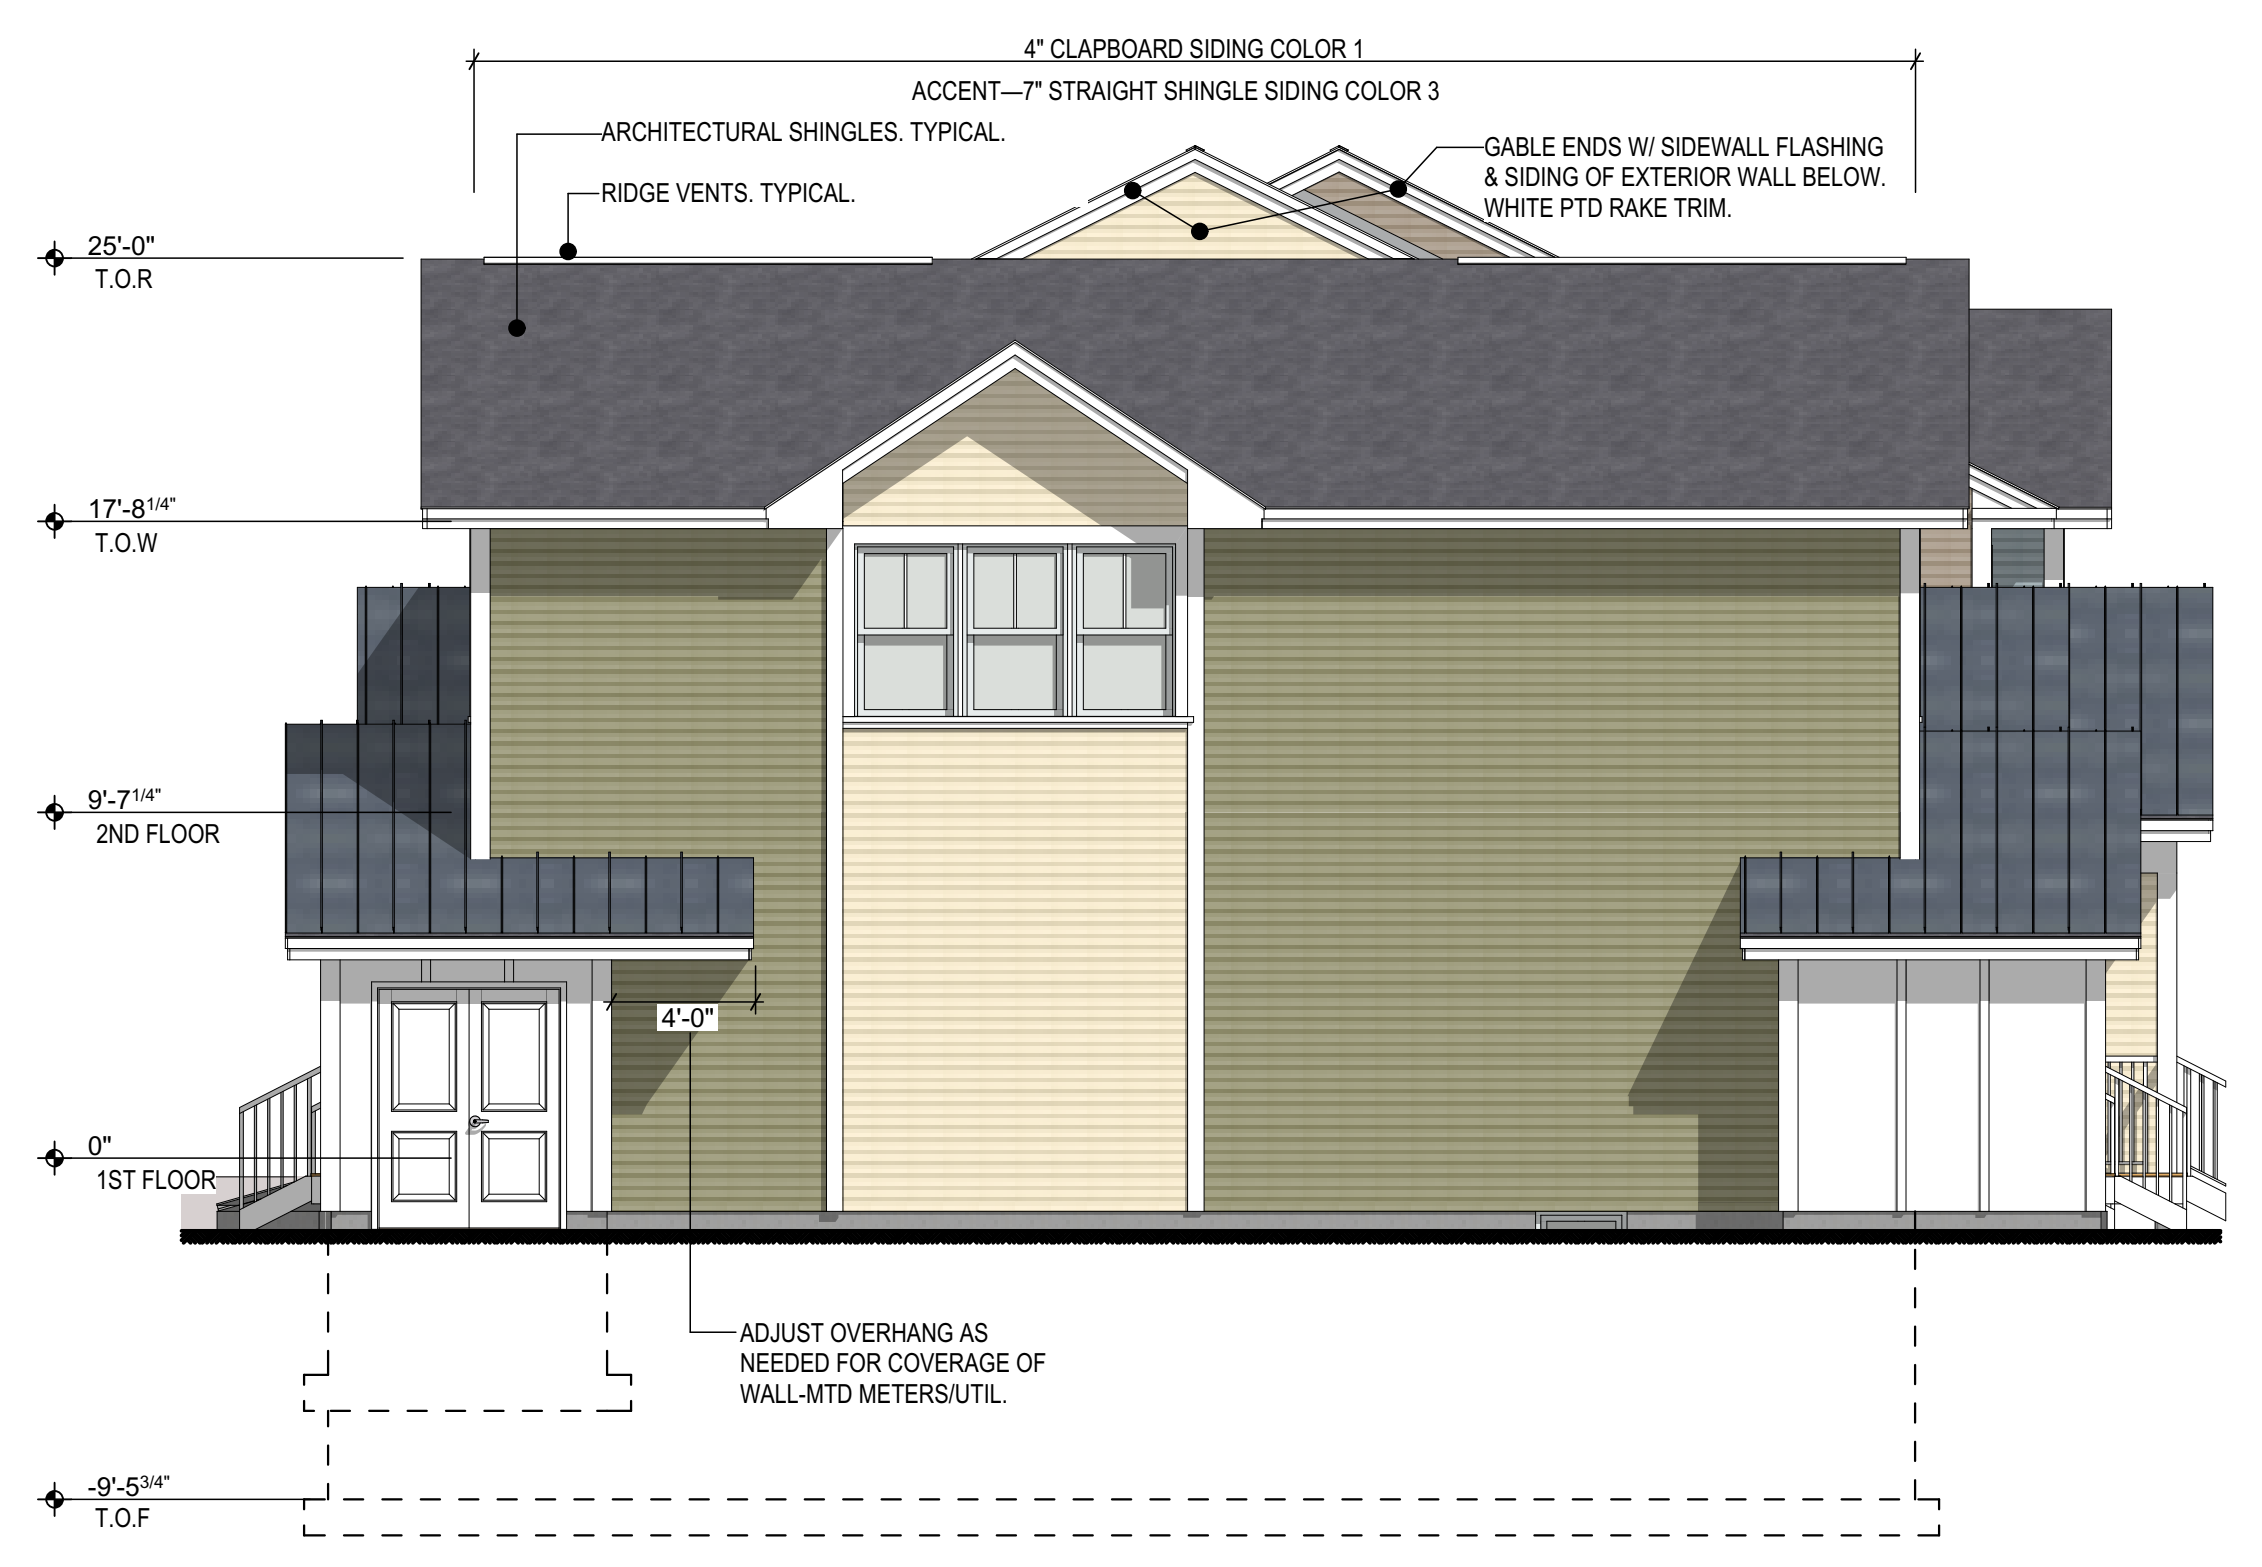 4" CLAPBOARD SIDING COLOR 1
ACCENT—7" STRAIGHT SHINGLE SIDING COLOR 3
ARCHITECTURAL SHINGLES. TYPICAL.
GABLE ENDS W/ SIDEWALL FLASHING
& SIDING OF EXTERIOR WALL BELOW.
WHITE PTD RAKE TRIM.
RIDGE VENTS. TYPICAL.
25'-0"
T.O.R
17'-8 1/4"
T.O.W
9'-7 1/4"
2ND FLOOR
4'-0"
0"
1ST FLOOR
ADJUST OVERHANG AS
NEEDED FOR COVERAGE OF
WALL-MTD METERS/UTIL.
-9'-5 3/4"
T.O.F